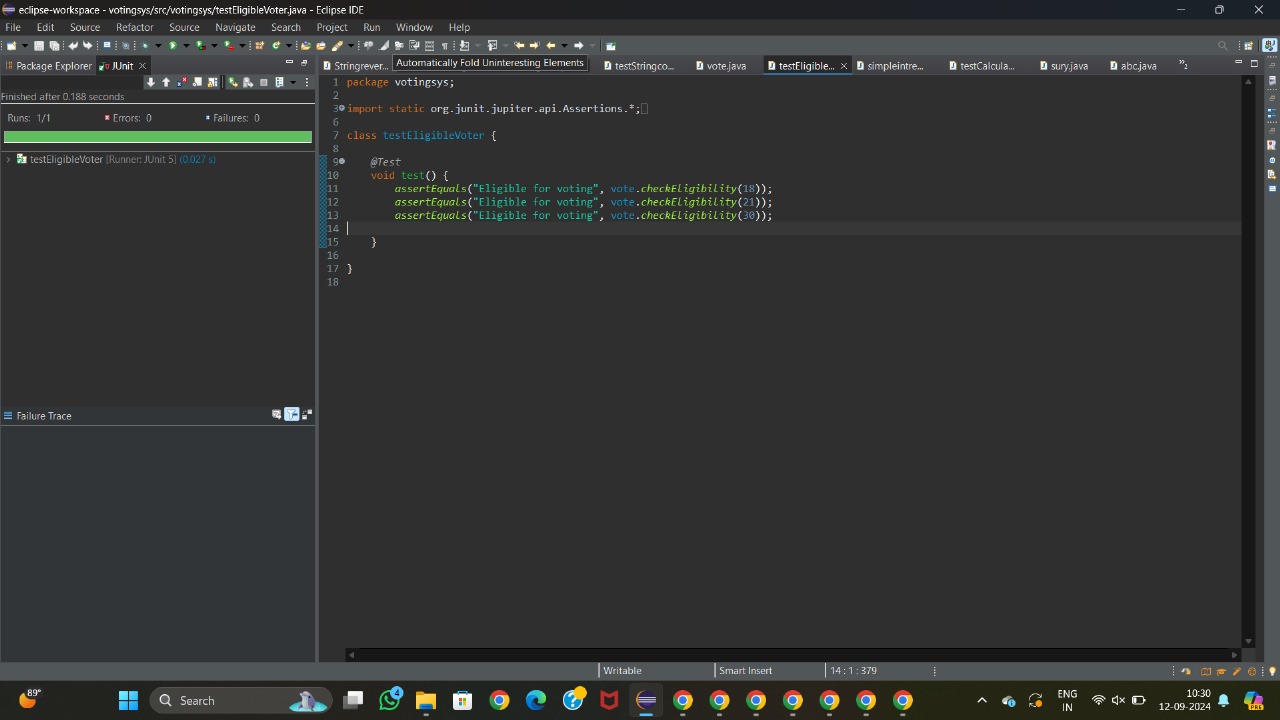 eclipse-workspace - votingsys/src/votingsys/testEligibleVoter.java - Eclipse IDE
File Edit Source Refactor Source Navigate Search Project Run Window Help
Package Explorer JUnit
Stringrever... Automatically Fold Uninteresting Elements testStringco... vote.java testEligible... simpleintre... testCalcula... sury.java abc.java
Finished after 0.188 seconds
Runs: 1/1 Errors: 0 Failures: 0
testEligibleVoter [Runner: JUnit 5] (0.027 s)
Failure Trace
1 package votingsys;
2
3 import static org.junit.jupiter.api.Assertions.*;
6
7 class testEligibleVoter {
8
9 @Test
10 void test() {
11 assertEquals("Eligible for voting", vote.checkEligibility(18));
12 assertEquals("Eligible for voting", vote.checkEligibility(21));
13 assertEquals("Eligible for voting", vote.checkEligibility(30));
14
15 }
16
17 }
18
Writable Smart Insert 14 : 1 : 379
89° Search 4 ENG IN 10:30 12-09-2024 PRE